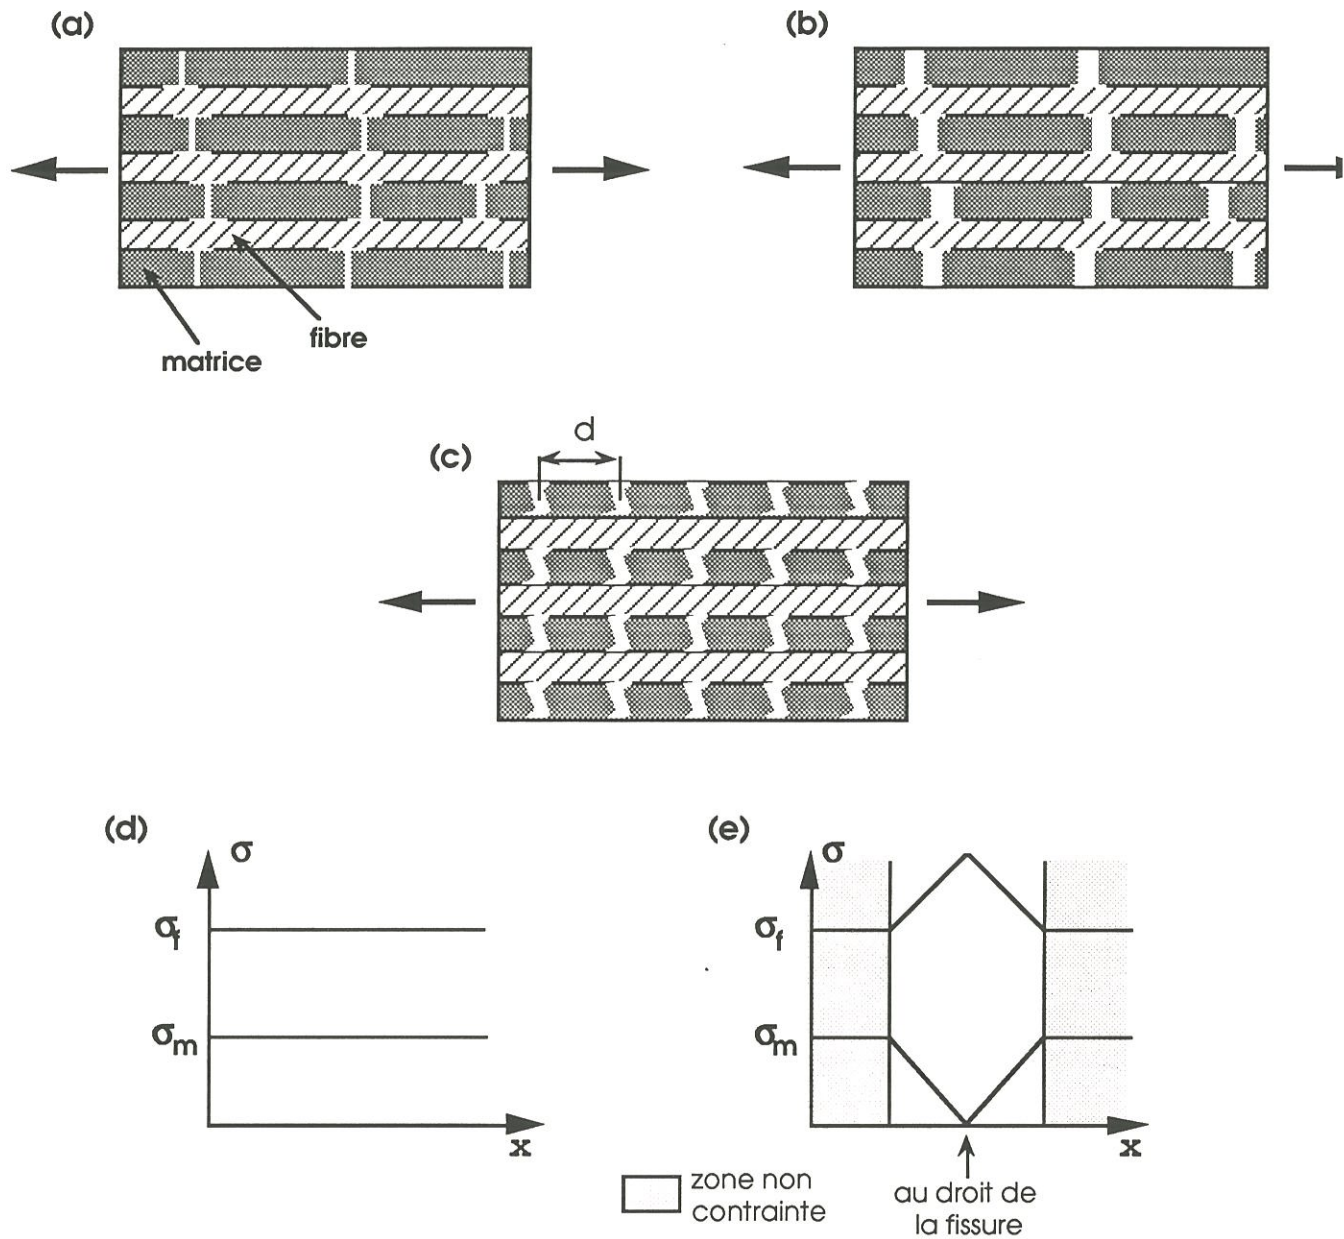 (a)
(b)
matrice
fibre
(c)
d
(d)
σ
σf
σm
x
(e)
σ
σf
σm
x
zone non
contrainte
au droit de
la fissure